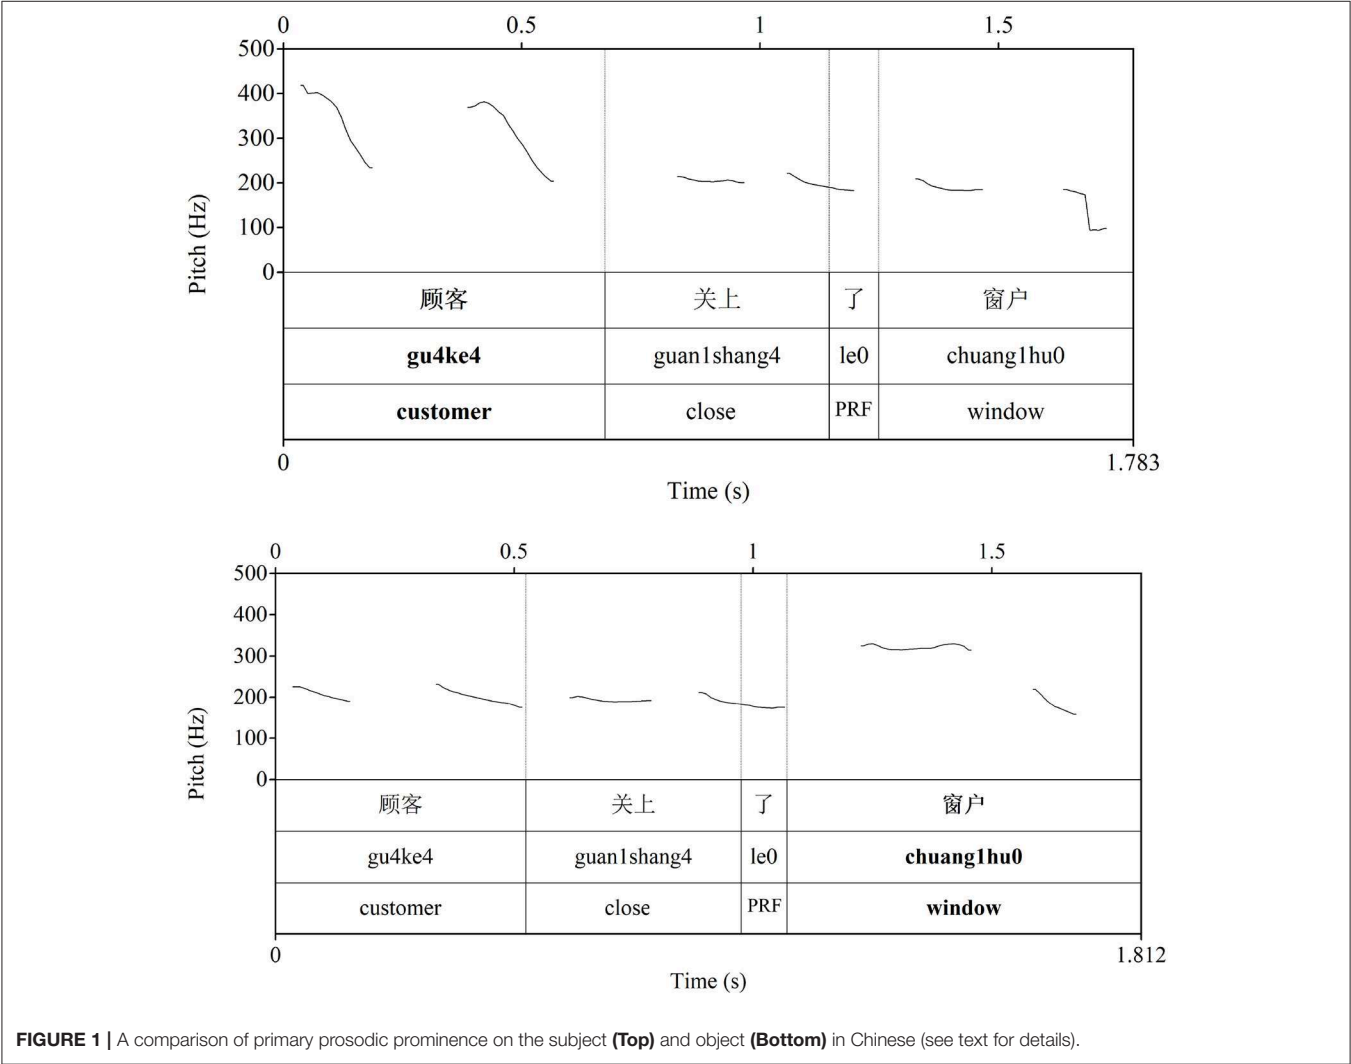 0 0.5 1 1.5
500
400
300
200
100
0
Pitch (Hz)
顾客 关上 了 窗户
gu4ke4 guan1shang4 le0 chuang1hu0
customer close PRF window
0 1.783
Time (s)
0 0.5 1 1.5
500
400
300
200
100
0
Pitch (Hz)
顾客 关上 了 窗户
gu4ke4 guan1shang4 le0 chuang1hu0
customer close PRF window
0 1.812
Time (s)
FIGURE 1 | A comparison of primary prosodic prominence on the subject (Top) and object (Bottom) in Chinese (see text for details).